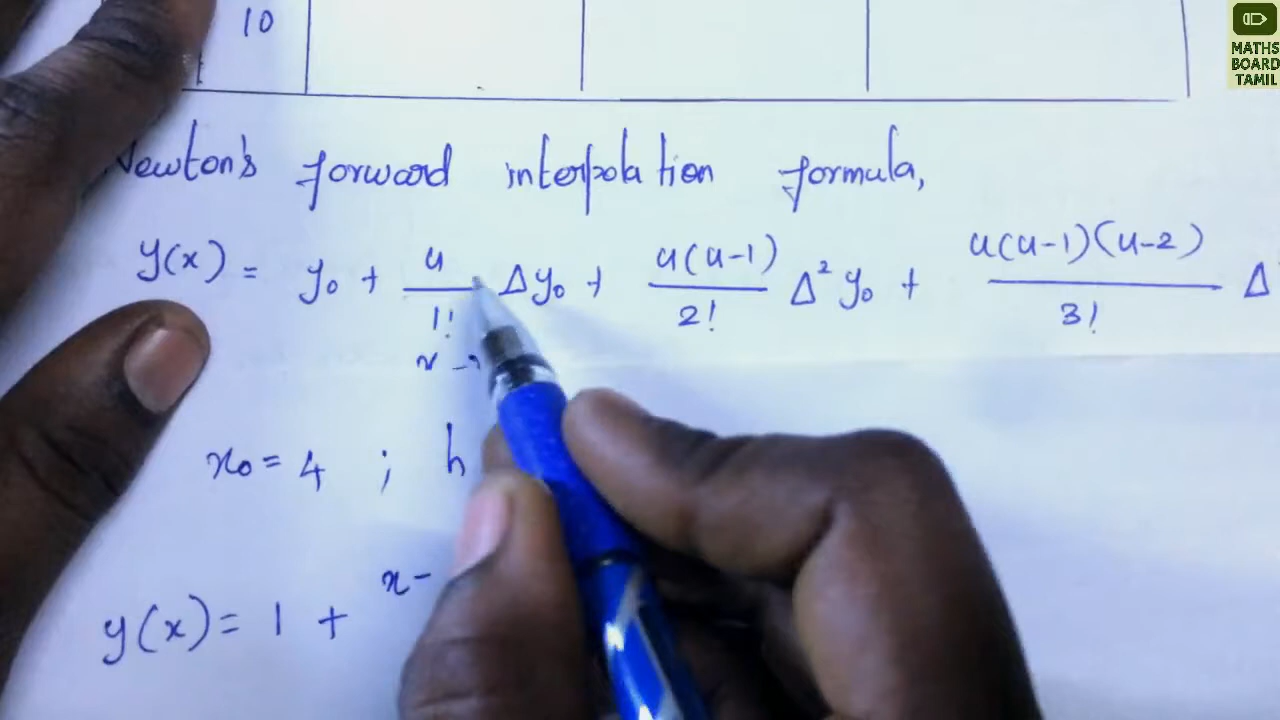 10
MATHS
BOARD
TAMIL
Newton's forward interpolation formula,
y(x) = y₀ + u/1! Δy₀ + u(u-1)/2! Δ²y₀ + u(u-1)(u-2)/3! Δ
x₀ = 4 ; h
y(x) = 1 + x-